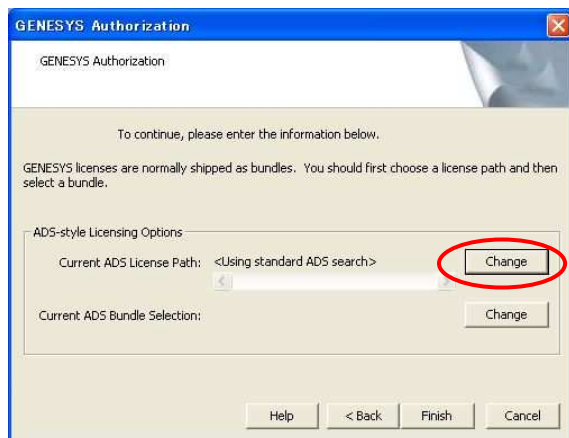 GENESYS Authorization
GENESYS Authorization
To continue, please enter the information below.
GENESYS licenses are normally shipped as bundles. You should first choose a license path and then
select a bundle.
ADS-style Licensing Options
Current ADS License Path: <Using standard ADS search> Change
Current ADS Bundle Selection: Change
Help < Back Finish Cancel